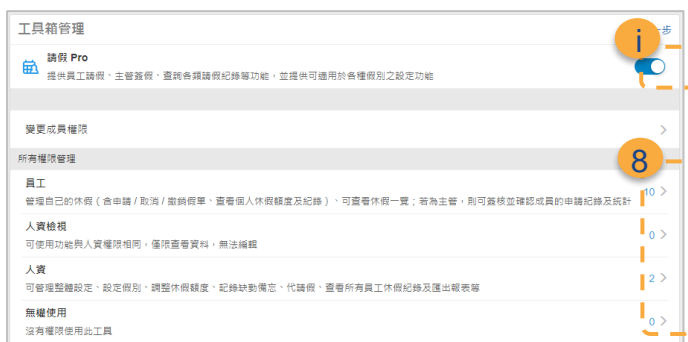 工具箱管理
步
i
請假 Pro
提供員工請假、主管簽假、查詢各類請假紀錄等功能，並提供可適用於各種假別之設定功能
變更成員權限
所有權限管理
8
員工
10
管理自己的休假（含申請 / 取消 / 撤銷假單、查看個人休假額度及紀錄）、可查看休假一覽；若為主管，則可簽核並確認成員的申請紀錄及統計
人資檢視
0
可使用功能與人資權限相同，僅限查看資料，無法編輯
人資
2
可管理整體設定、設定假別、調整休假額度、記錄缺勤備忘、代請假、查看所有員工休假紀錄及匯出報表等
無權使用
0
沒有權限使用此工具